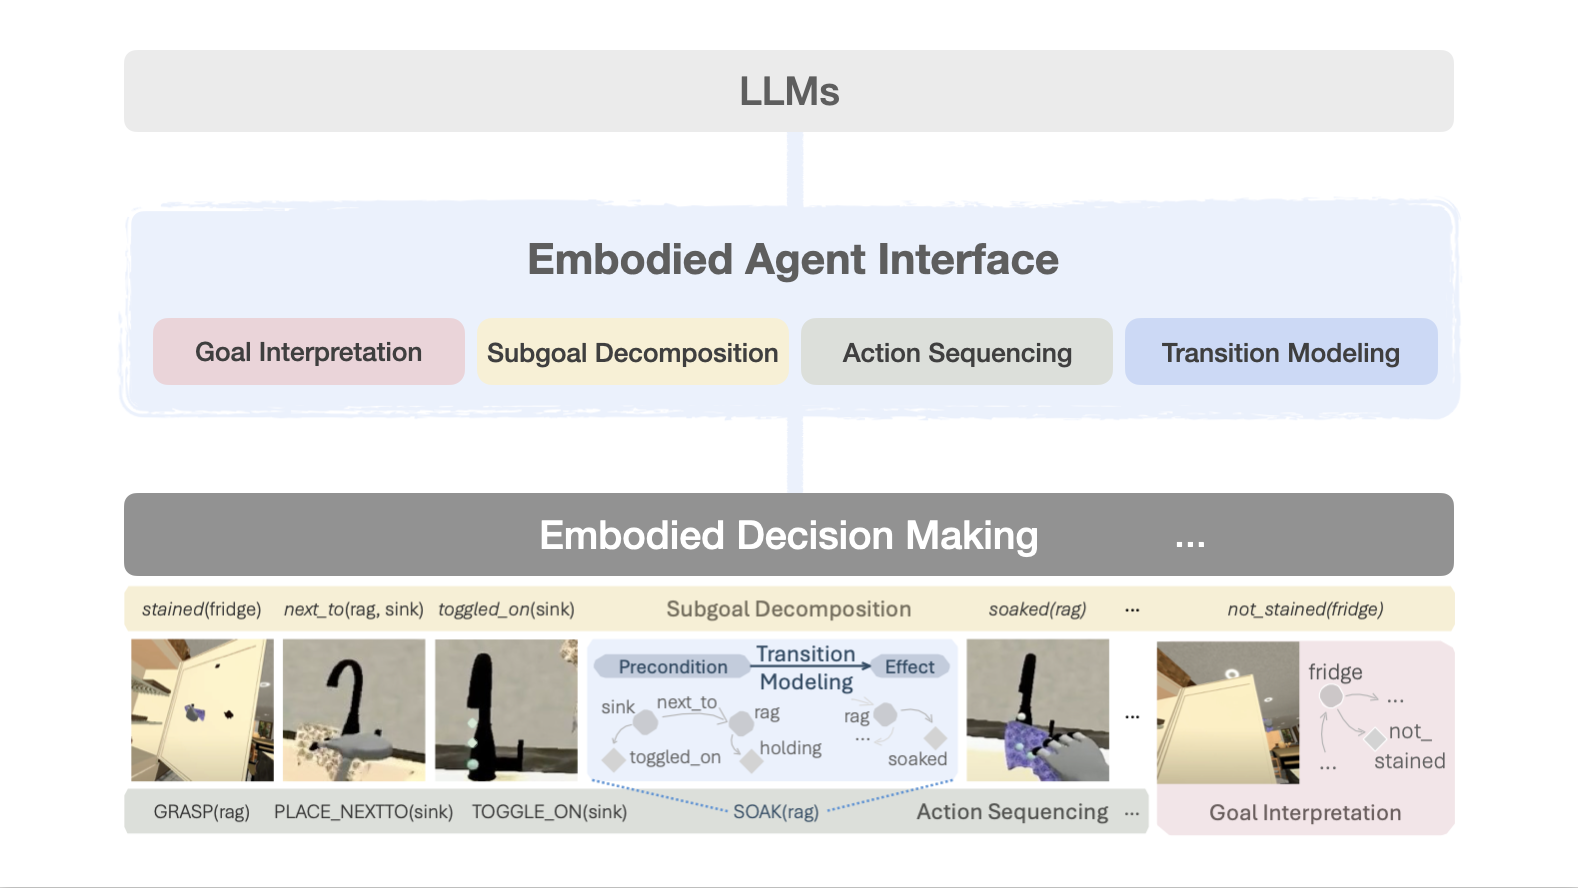 LLMs
Embodied Agent Interface
Goal Interpretation
Subgoal Decomposition
Action Sequencing
Transition Modeling
Embodied Decision Making ...
stained(fridge) next_to(rag, sink) toggled_on(sink) Subgoal Decomposition soaked(rag) ... not_stained(fridge)
Precondition
Transition
Modeling
Effect
sink
next_to
rag
toggled_on
holding
rag
...
soaked
...
fridge
...
not_
stained
...
GRASP(rag) PLACE_NEXTTO(sink) TOGGLE_ON(sink) SOAK(rag) Action Sequencing ...
Goal Interpretation